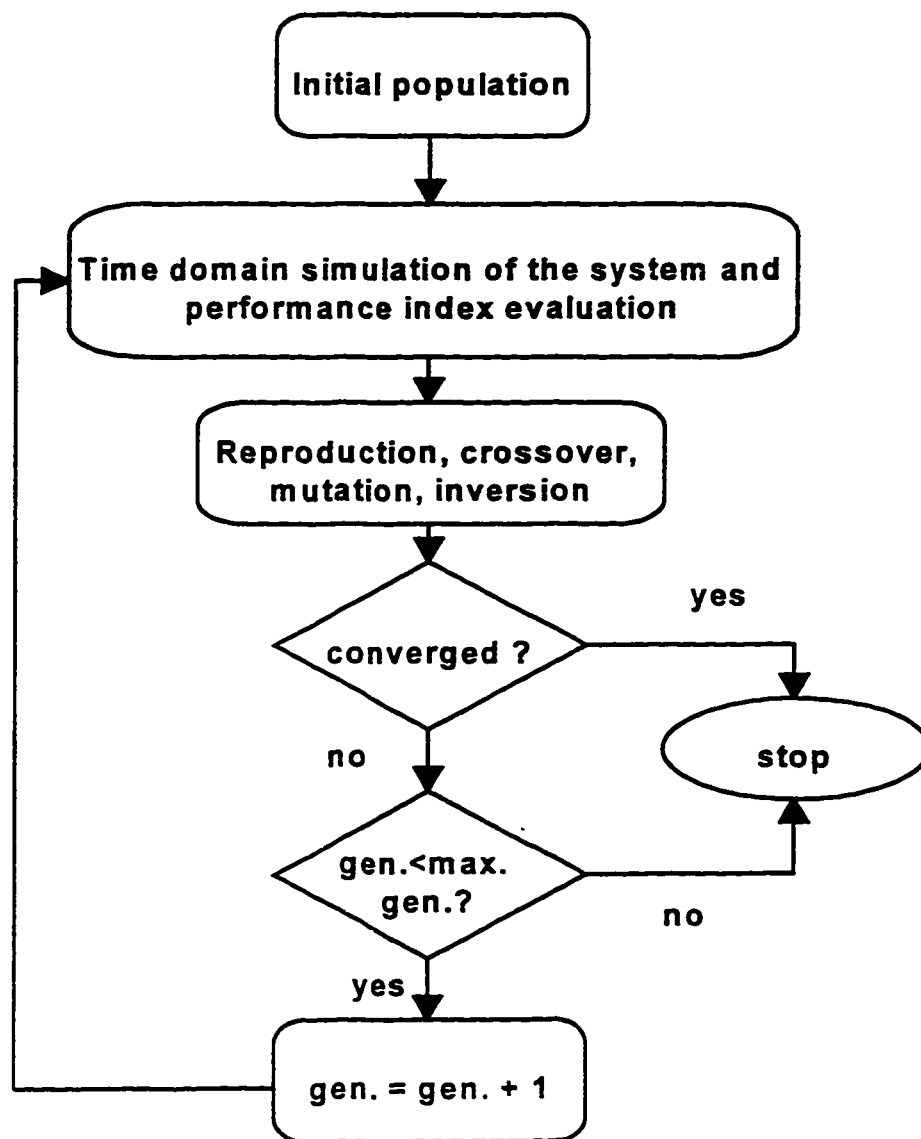 Initial population
Time domain simulation of the system and
performance index evaluation
Reproduction, crossover,
mutation, inversion
yes
converged ?
no
stop
gen.<max.
gen.?
no
yes
gen. = gen. + 1